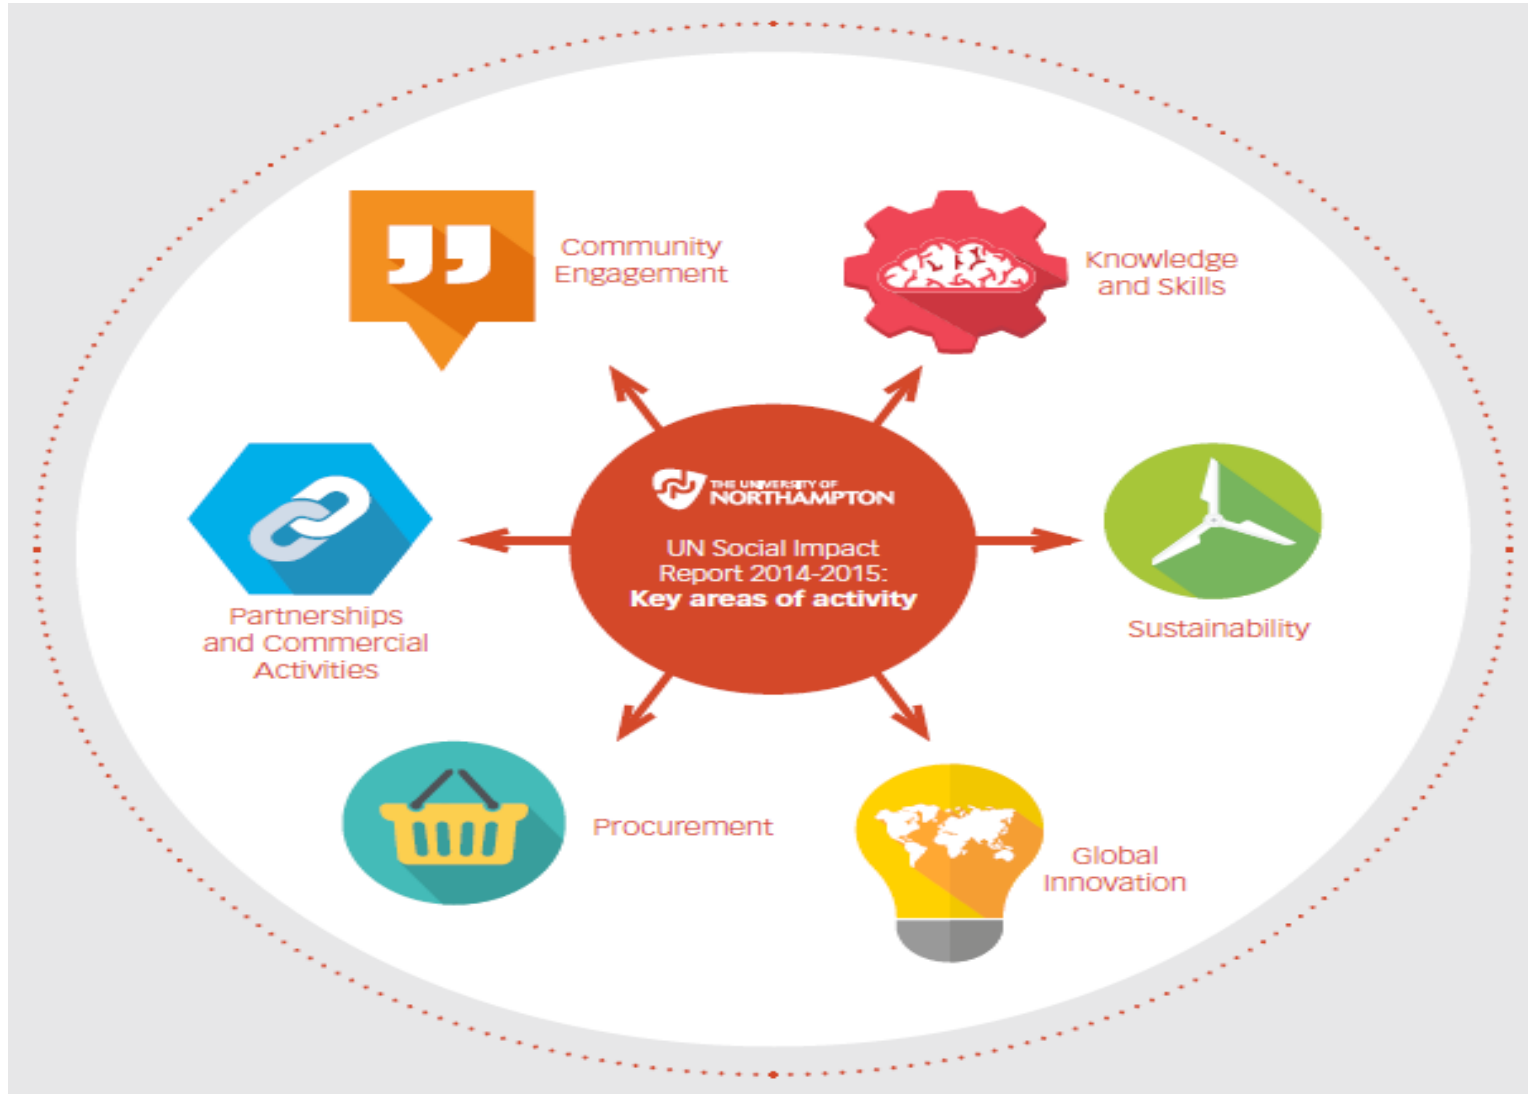 Community
Engagement
Knowledge
and Skills
THE UNIVERSITY OF
NORTHAMPTON
UN Social Impact
Report 2014-2015:
Key areas of activity
Partnerships
and Commercial
Activities
Sustainability
Procurement
Global
Innovation